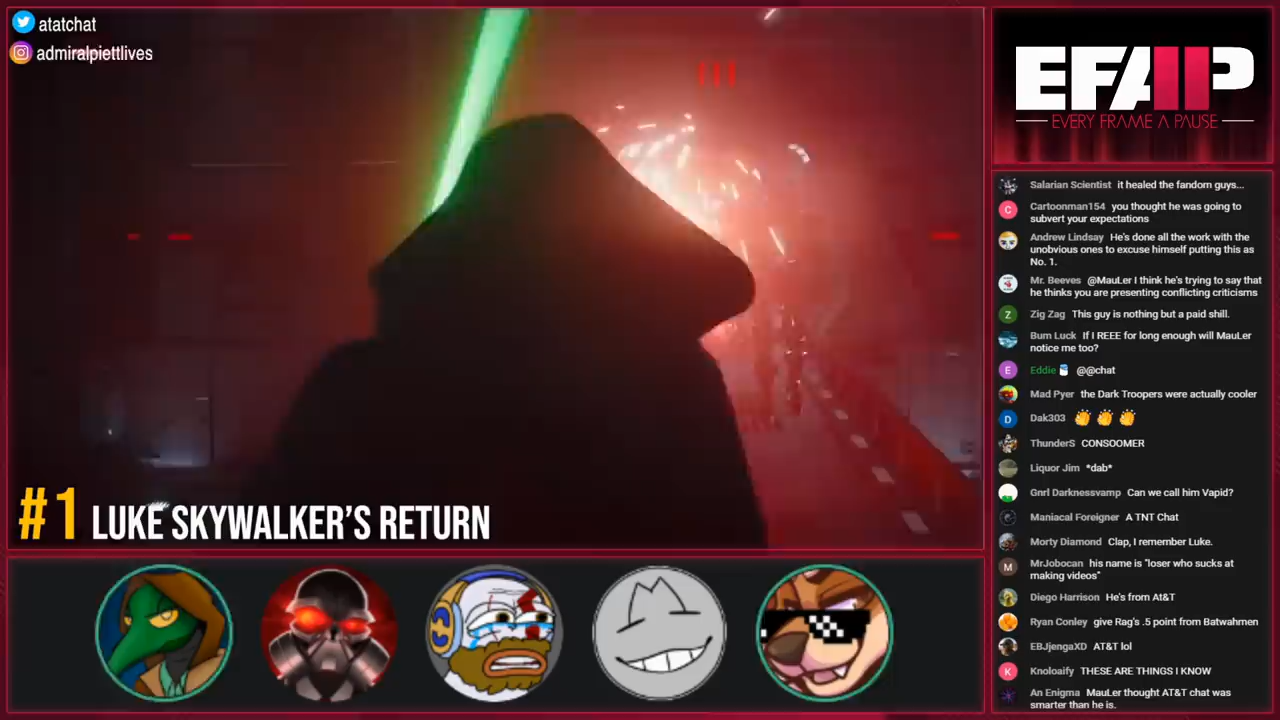 atatchat
admiralpiettlives
#1 LUKE SKYWALKER'S RETURN
EFAP
EVERY FRAME A PAUSE
Salarian Scientist it healed the fandom guys...
Cartoonman154 you thought he was going to
subvert your expectations
Andrew Lindsay He's done all the work with the
unobvious ones to excuse himself putting this as
No. 1.
Mr. Beeves @MauLer I think he's trying to say that
he thinks you are presenting conflicting criticisms
Z Zig Zag This guy is nothing but a paid shill.
Bum Luck If I REEE for long enough will MauLer
notice me too?
E Eddie @@chat
Mad Pyer the Dark Troopers were actually cooler
D Dak303 👏 👏 👏
ThunderS CONSOOMER
Liquor Jim *dab*
Gnrl Darknessvamp Can we call him Vapid?
Maniacal Foreigner A TNT Chat
Morty Diamond Clap, I remember Luke.
M MrJobocan his name is "loser who sucks at
making videos"
Diego Harrison He's from At&T
Ryan Conley give Rag's .5 point from Batwahmen
EBJjengaXD AT&T lol
K Knoloaify THESE ARE THINGS I KNOW
An Enigma MauLer thought AT&T chat was
smarter than he is.